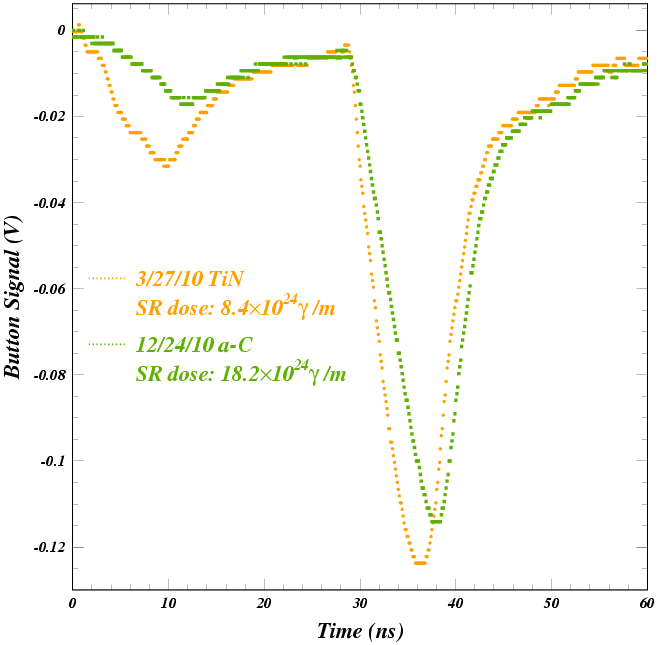 0
-0.02
-0.04
-0.06
-0.08
-0.1
-0.12
Button Signal (V)
3/27/10 TiN
SR dose: 8.4×10²⁴γ /m
12/24/10 a-C
SR dose: 18.2×10²⁴γ /m
0 10 20 30 40 50 60
Time (ns)